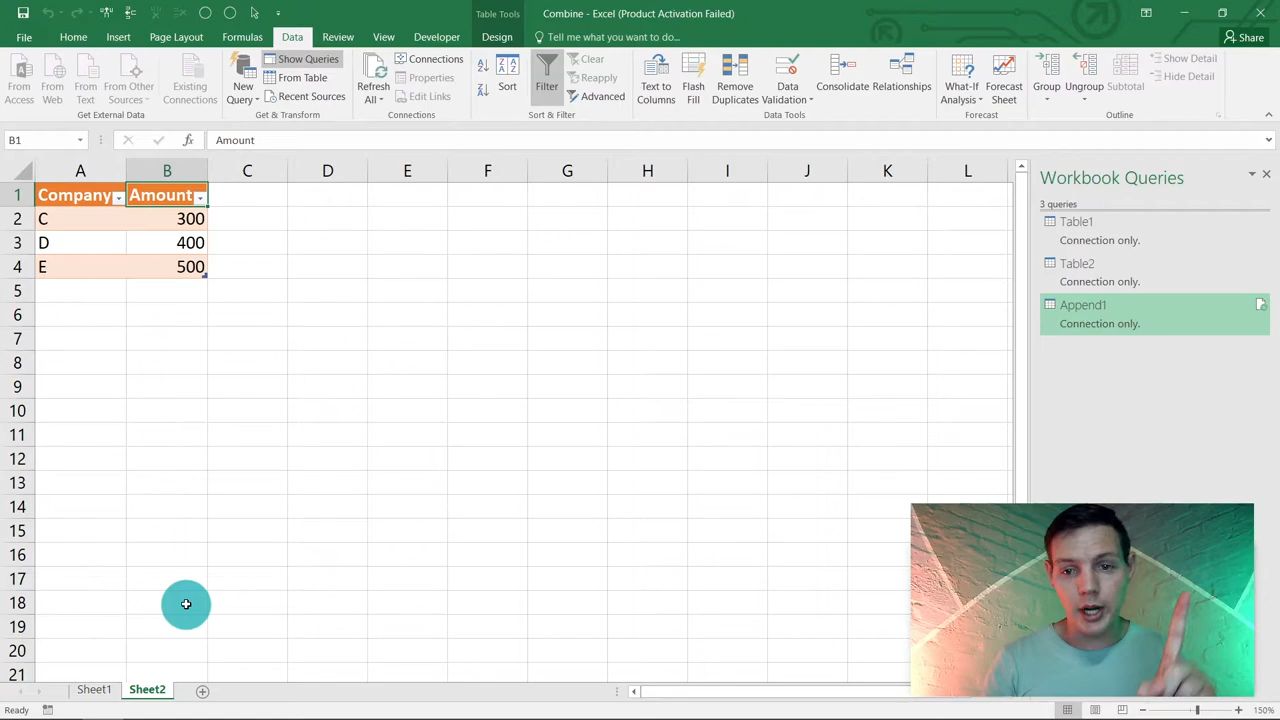 Table Tools
Combine - Excel (Product Activation Failed)
File Home Insert Page Layout Formulas Data Review View Developer Design Tell me what you want to do... Share
From Access
From Web
From Text
From Other Sources
Existing Connections
Get External Data
New Query
Show Queries
From Table
Recent Sources
Get & Transform
Refresh All
Connections
Properties
Edit Links
Connections
Sort
Filter
Clear
Reapply
Advanced
Sort & Filter
Text to Columns
Flash Fill
Remove Duplicates
Data Validation
Consolidate
Relationships
Data Tools
What-If Analysis
Forecast Sheet
Forecast
Group
Ungroup
Subtotal
Show Detail
Hide Detail
Outline
B1 fx Amount
A B C D E F G H I J K L
1 Company Amount
2 C 300
3 D 400
4 E 500
5
6
7
8
9
10
11
12
13
14
15
16
17
18
19
20
21
Workbook Queries
3 queries
Table1
Connection only.
Table2
Connection only.
Append1
Connection only.
Sheet1 Sheet2
Ready
150%